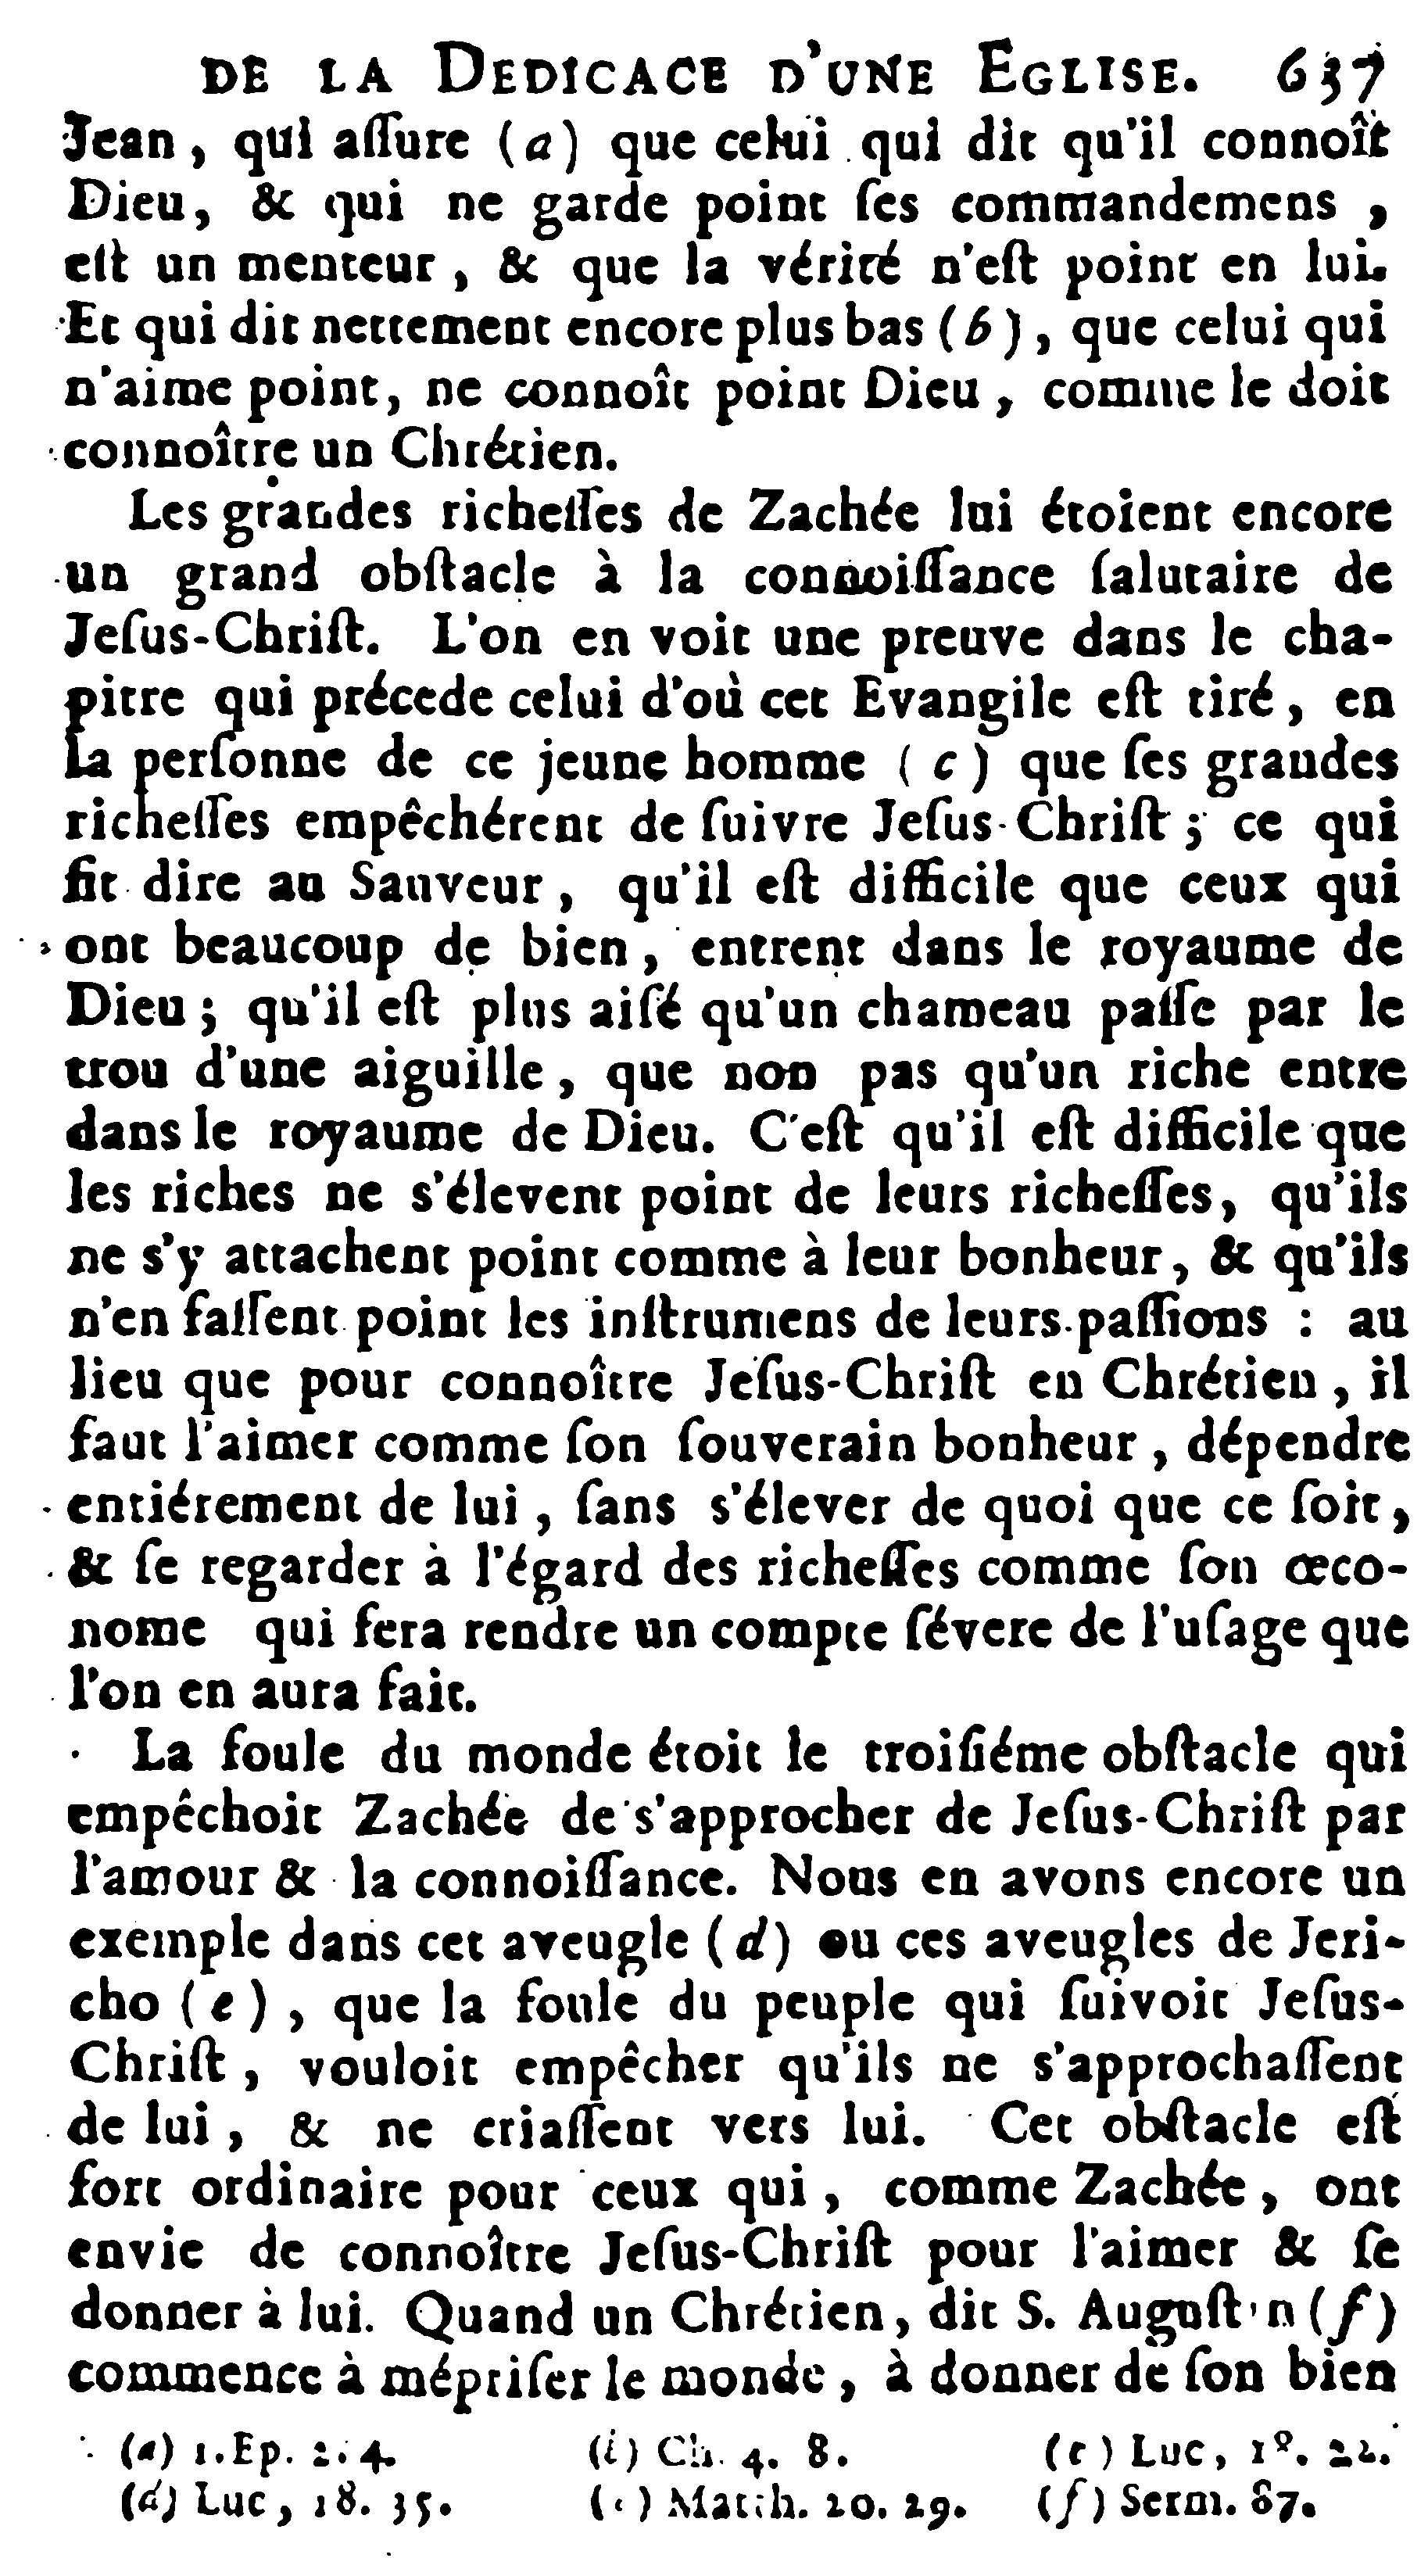 DE LA DEDICACE D'UNE EGLISE. 637
Jean, qui aſſure (a) que celui qui dit qu'il connoît
Dieu, & qui ne garde point ſes commandemens,
eſt un menteur, & que la vérité n'eſt point en lui.
Et qui dit nettement encore plus bas (b), que celui qui
n'aime point, ne connoît point Dieu, comme le doit
connoître un Chrétien.
Les grandes richeſſes de Zachée lui étoient encore
un grand obſtacle à la connoiſſance ſalutaire de
Jeſus-Chriſt. L'on en voit une preuve dans le cha-
pitre qui précede celui d'où cet Evangile eſt tiré, en
la perſonne de ce jeune homme (c) que ſes grandes
richeſſes empêchérent de ſuivre Jeſus-Chriſt; ce qui
fit dire au Sauveur, qu'il eſt difficile que ceux qui
ont beaucoup de bien, entrent dans le royaume de
Dieu; qu'il eſt plus aiſé qu'un chameau paſſe par le
trou d'une aiguille, que non pas qu'un riche entre
dans le royaume de Dieu. C'eſt qu'il eſt difficile que
les riches ne s'élevent point de leurs richeſſes, qu'ils
ne s'y attachent point comme à leur bonheur, & qu'ils
n'en faſſent point les inſtrumens de leurs paſſions : au
lieu que pour connoître Jeſus-Chriſt en Chrétien, il
faut l'aimer comme ſon ſouverain bonheur, dépendre
entiérement de lui, ſans s'élever de quoi que ce ſoit,
& ſe regarder à l'égard des richeſſes comme ſon œco-
nome qui fera rendre un compte ſévere de l'uſage que
l'on en aura fait.
La foule du monde étoit le troiſiéme obſtacle qui
empêchoit Zachée de s'approcher de Jeſus-Chriſt par
l'amour & la connoiſſance. Nous en avons encore un
exemple dans cet aveugle (d) ou ces aveugles de Jeri-
cho (e), que la foule du peuple qui ſuivoit Jeſus-
Chriſt, vouloit empêcher qu'ils ne s'approchaſſent
de lui, & ne criaſſent vers lui. Cet obſtacle eſt
fort ordinaire pour ceux qui, comme Zachée, ont
envie de connoître Jeſus-Chriſt pour l'aimer & ſe
donner à lui. Quand un Chrétien, dit S. Auguſtin (f)
commence à mépriſer le monde, à donner de ſon bien
(a) 1. Ep. 2. 4. (b) Ch. 4. 8. (c) Luc, 18. 22.
(d) Luc, 18. 35. (e) Matth. 20. 29. (f) Serm. 87.